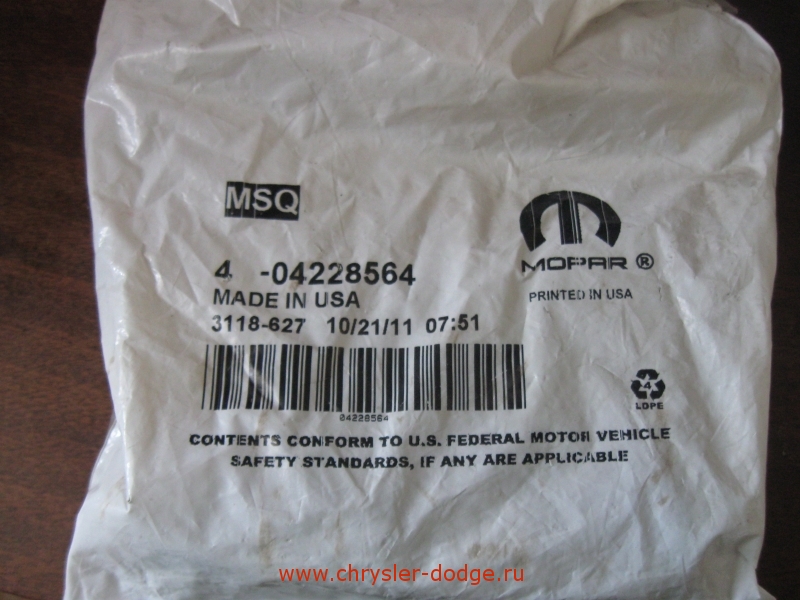 MSQ
4 -04228564
MADE IN USA
3118-627 10/21/11 07:51
04228564
MOPAR ®
PRINTED IN USA
4
LDPE
CONTENTS CONFORM TO U.S. FEDERAL MOTOR VEHICLE
SAFETY STANDARDS, IF ANY ARE APPLICABLE
www.chrysler-dodge.ru